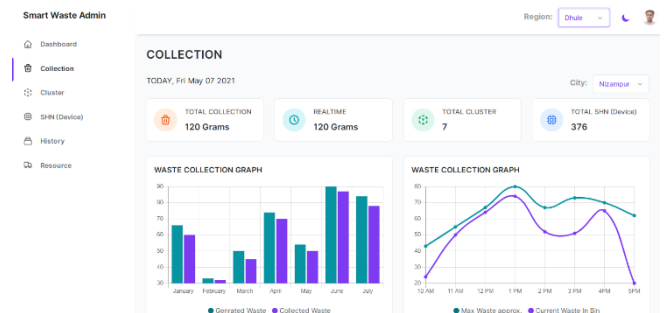 Smart Waste Admin
Region: Dhule
Dashboard
Collection
Cluster
SHN (Device)
History
Resource
COLLECTION
TODAY, Fri May 07 2021
City: Nizampur
TOTAL COLLECTION
120 Grams
REALTIME
120 Grams
TOTAL CLUSTER
7
TOTAL SHN (Device)
376
WASTE COLLECTION GRAPH
90
80
70
60
50
40
30
January February March April May June July
Genrated Waste Collected Waste
WASTE COLLECTION GRAPH
80
70
60
50
40
30
20
10 AM 11 AM 12 PM 1 PM 2 PM 3 PM 4PM 5PM
Max Waste approx. Current Waste In Bin